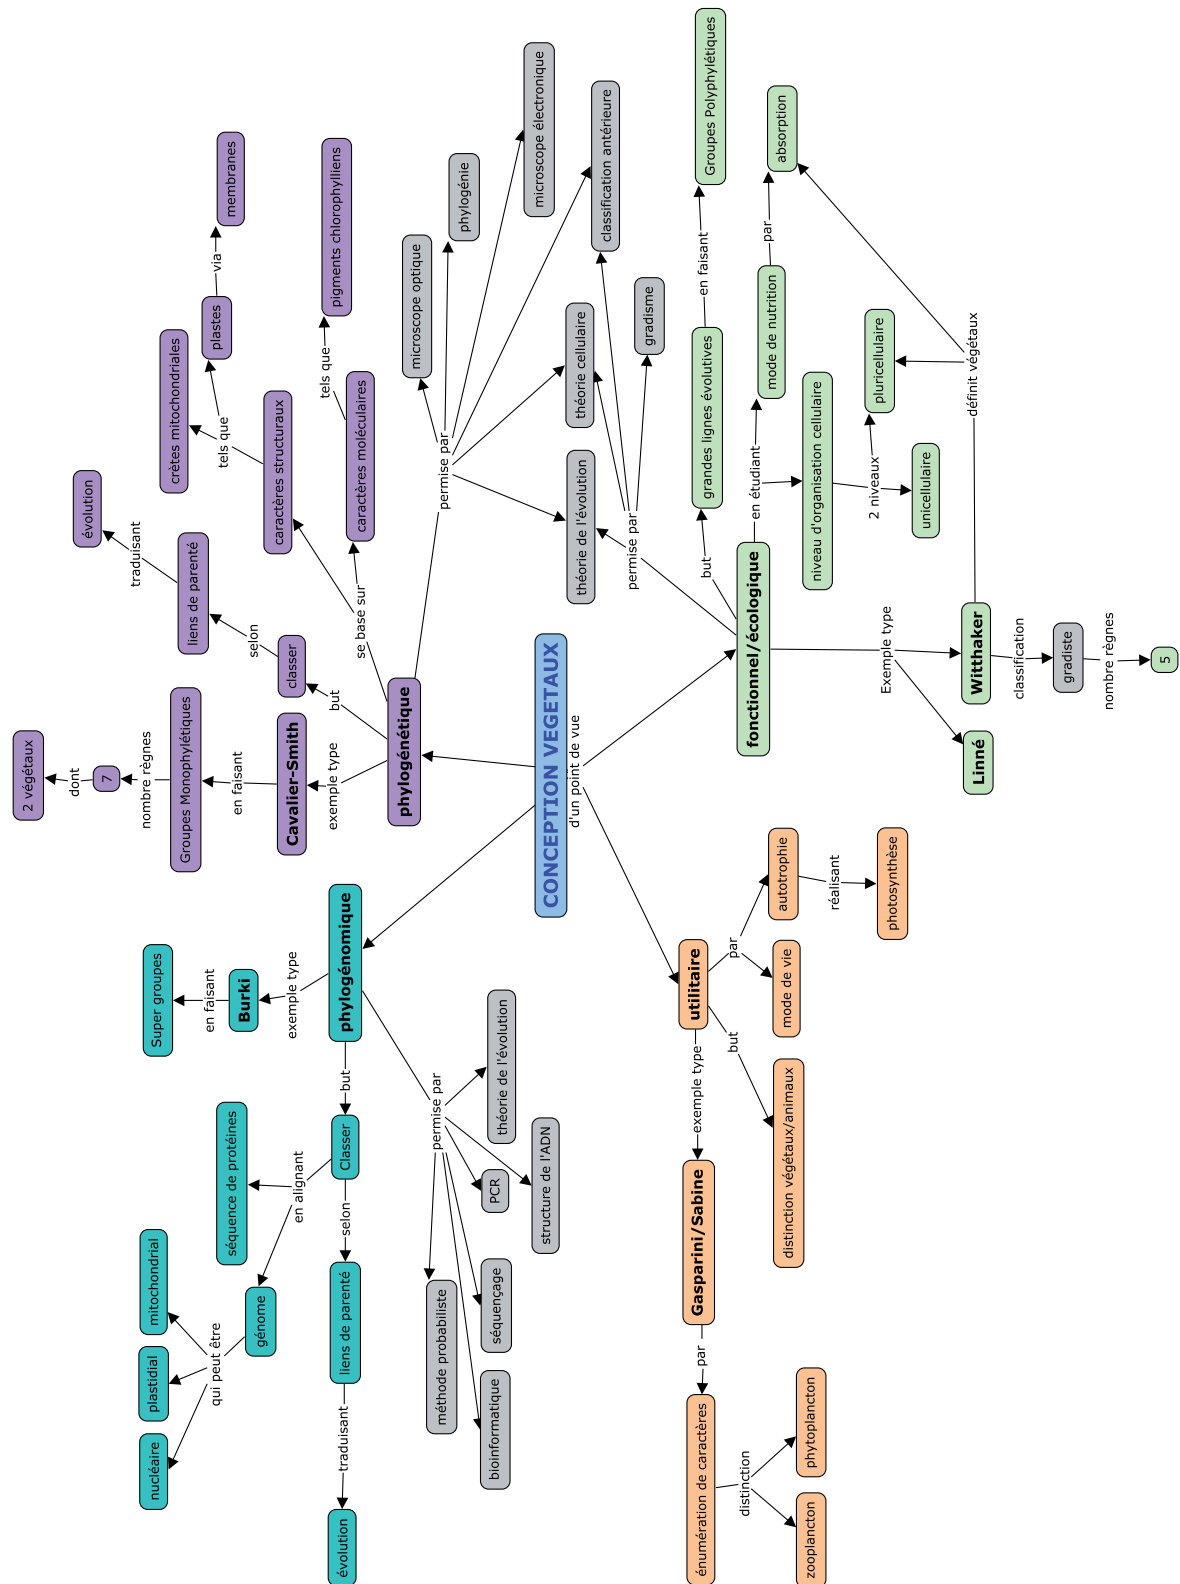 CONCEPTION VEGETAUX
d'un point de vue
utilitaire
exemple type
Gasparini/Sabine
par
énumération de caractères
distinction
zooplancton
phytoplancton
but
distinction végétaux/animaux
par
mode de vie
autotrophie
réalisant
photosynthèse
phylogénomique
exemple type
Burki
en faisant
Super groupes
but
Classer
en alignant
séquence de protéines
génome
qui peut être
nucléaire
plastidial
mitochondrial
selon
liens de parenté
traduisant
évolution
permise par
méthode probabiliste
bioinformatique
séquençage
PCR
structure de l'ADN
théorie de l'évolution
phylogénétique
exemple type
Cavalier-Smith
en faisant
Groupes Monophylétiques
nombre règnes
7
dont
2 végétaux
but
classer
selon
liens de parenté
traduisant
évolution
se base sur
caractères structuraux
tels que
crètes mitochondriales
plastes
via
membranes
caractères moléculaires
tels que
pigments chlorophylliens
permise par
microscope optique
phylogénie
microscope électronique
classification antérieure
théorie cellulaire
théorie de l'évolution
fonctionnel/écologique
permise par
gradisme
but
grandes lignes évolutives
en faisant
Groupes Polyphylétiques
en étudiant
mode de nutrition
par
absorption
niveau d'organisation cellulaire
2 niveaux
unicellulaire
pluricellulaire
Exemple type
Linné
Witthaker
définit végétaux
classification
gradiste
nombre règnes
5